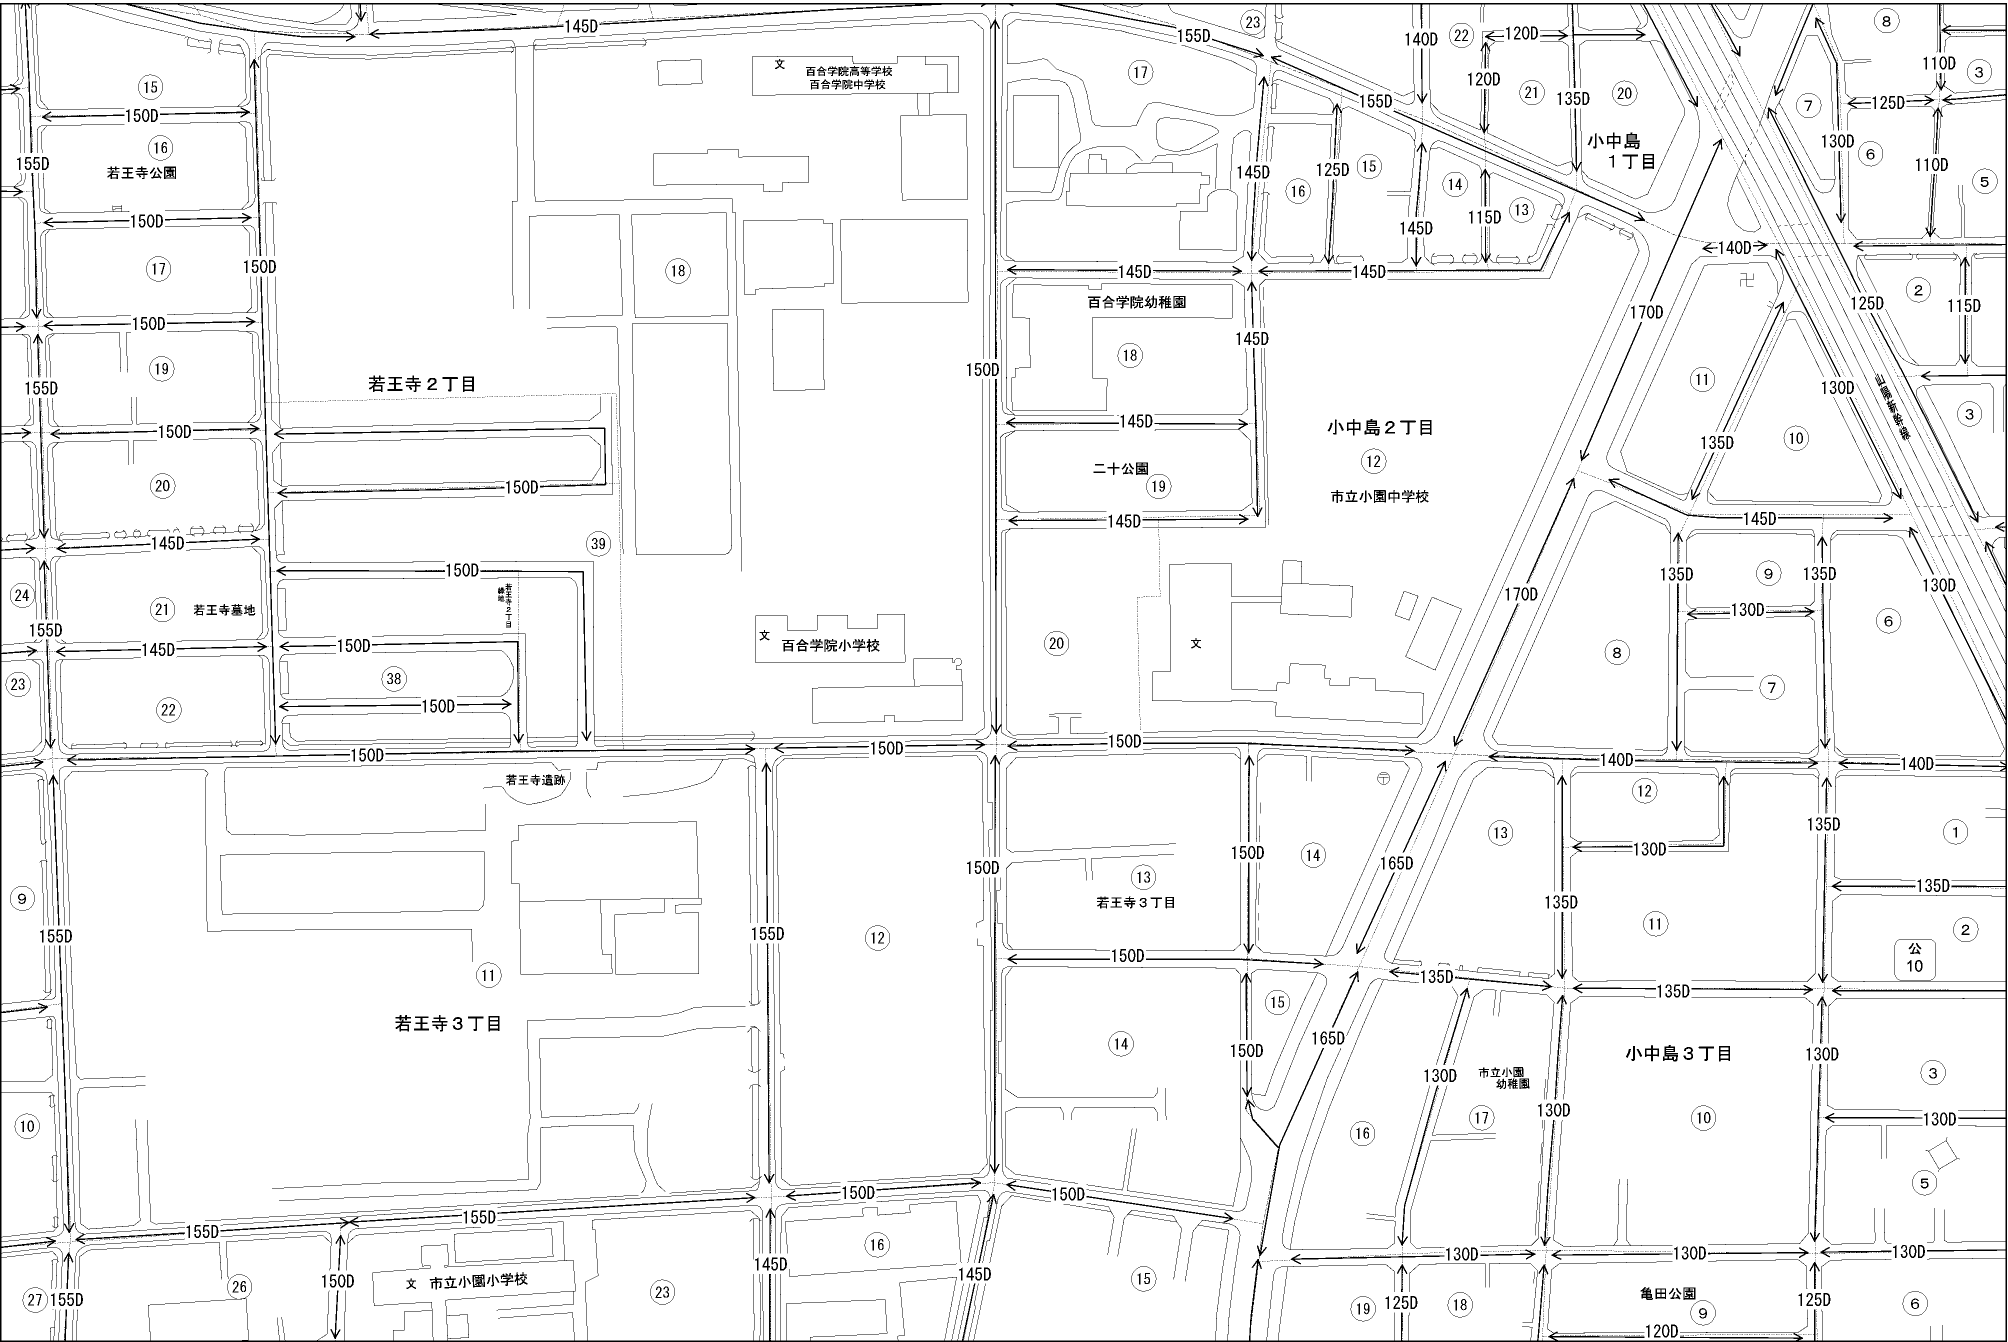 145D
23
155D
140D
22
120D
8
110D
3
15
17
文
百合学院高等学校
百合学院中学校
120D
21
135D
20
7
125D
150D
155D
16
若王寺公園
155D
145D
16
125D
15
14
小中島
1丁目
130D
6
110D
5
150D
145D
115D
13
140D
17
150D
18
145D
145D
卍
2
125D
115D
百合学院幼稚園
150D
19
155D
150D
145D
18
170D
11
130D
山陽新幹線
若王寺2丁目
3
150D
145D
小中島2丁目
12
135D
10
二十公園
19
市立小園中学校
20
150D
145D
145D
145D
39
24
150D
若王寺2丁目
緑地
170D
135D
9
135D
130D
21
若王寺墓地
130D
155D
145D
150D
文
百合学院小学校
20
文
8
6
23
38
7
22
150D
150D
150D
150D
140D
140D
若王寺遺跡
〒
12
13
135D
1
9
150D
150D
14
165D
130D
13
若王寺3丁目
135D
135D
155D
155D
12
11
2
公
10
11
150D
135D
135D
15
若王寺3丁目
14
150D
165D
130D
市立小園
幼稚園
小中島3丁目
130D
3
10
16
17
130D
10
130D
5
155D
155D
150D
150D
16
130D
130D
130D
27
155D
26
150D
文
市立小園小学校
23
145D
145D
15
19
125D
18
亀田公園
9
125D
6
120D